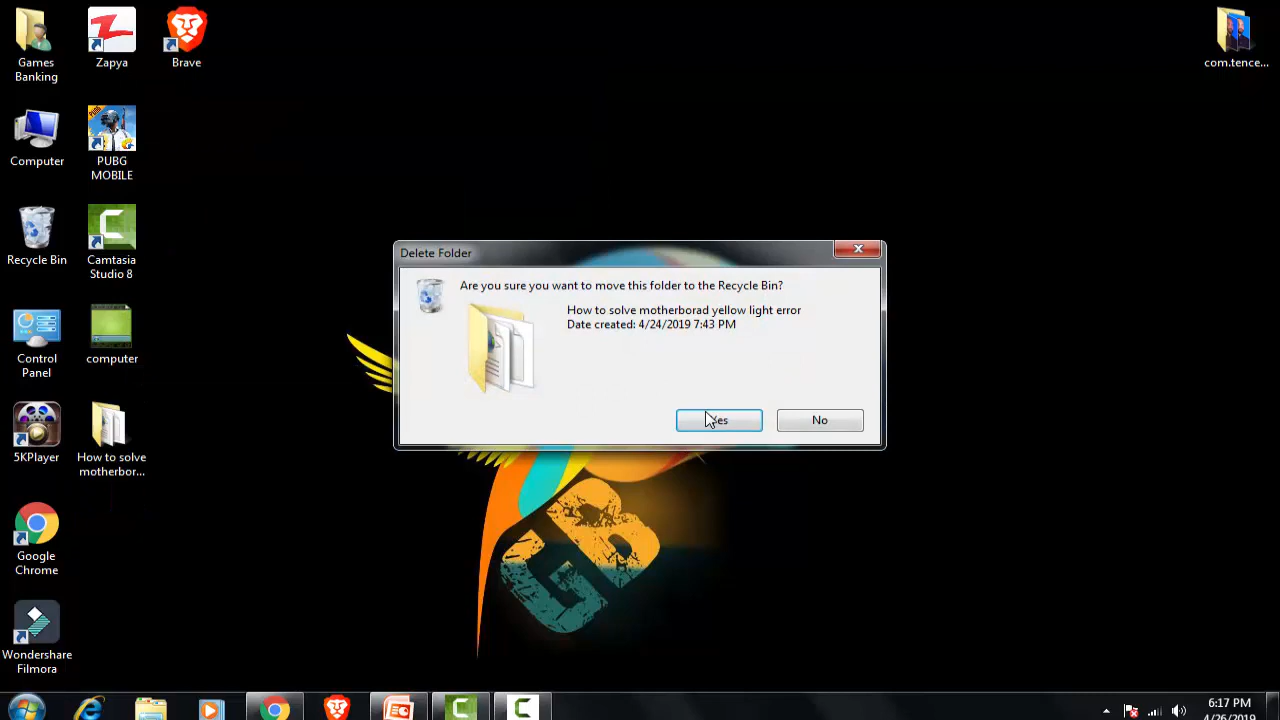 Games
Banking
Zapya
Brave
com.tence...
Computer
PUBG
PUBG
MOBILE
Recycle Bin
Camtasia
Studio 8
Control
Panel
computer
5KPlayer
How to solve
motherbor...
Google
Chrome
Wondershare
Filmora
Delete Folder
Are you sure you want to move this folder to the Recycle Bin?
How to solve motherborad yellow light error
Date created: 4/24/2019 7:43 PM
Yes
No
GB
6:17 PM
4/26/2019